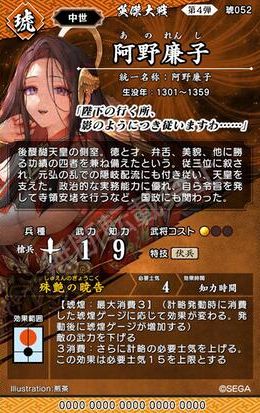 琥
中世
英傑大戦
第4弾
琥052
あのれんし
阿野廉子
統一名称：阿野廉子
生没年：1301～1359
「陛下の行く所、
影のようにつき従いますわ……」
後醍醐天皇の側室。徳と才、弁舌、美貌、他に勝
る功績の四者を兼ね備えたという、従三位に叙さ
れ、元弘の乱での隠岐配流にも付き従い、天皇を
支えた。政治的な実務能力に優れ、自ら令旨を発
して寺領安堵を行うなど、国政にも関わった。
兵種
武力
知力
武将コスト
槍兵
1
9
特技
伏兵
しゅえんのぎょうこく
殊艶の暁告
必要士気
4
効果時間
知力時間
効果範囲
【琥煌：最大消費3】（計略発動時に消費
した琥煌ゲージに応じて効果が変わる。発
動後に琥煌ゲージが増加する）
敵の武力を下げる
3消費：さらに計略の必要士気を上げる。
この効果は必要士気15を上限とする
Illustration:煎茶
©SEGA
0000 0000 0000 0000 0000